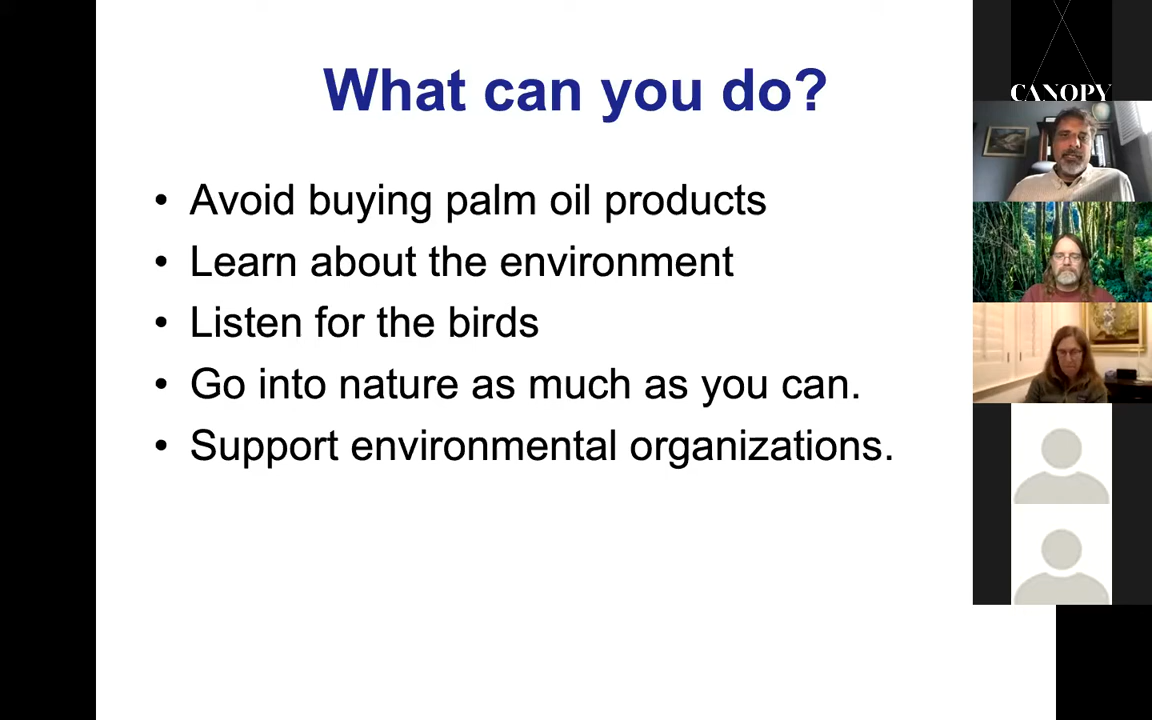 What can you do?
• Avoid buying palm oil products
• Learn about the environment
• Listen for the birds
• Go into nature as much as you can.
• Support environmental organizations.
CANOPY